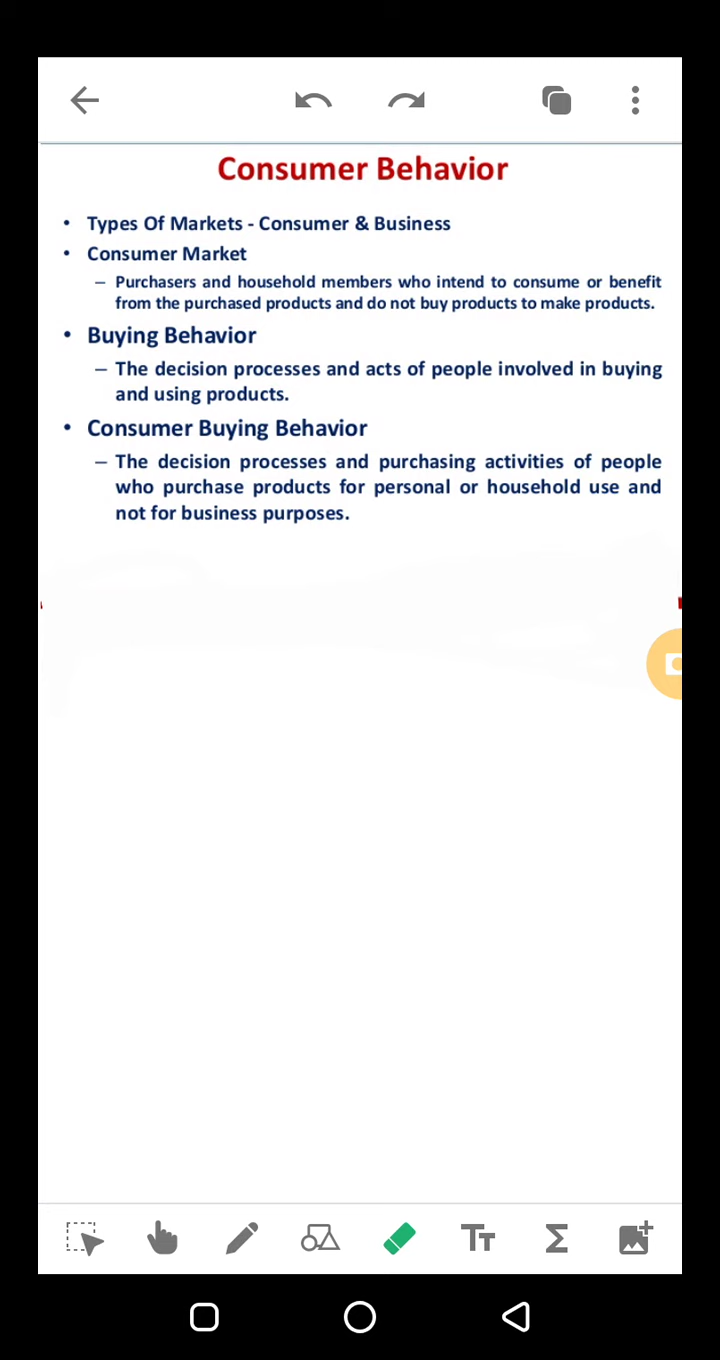 Consumer Behavior
• Types Of Markets - Consumer & Business
• Consumer Market
– Purchasers and household members who intend to consume or benefit
from the purchased products and do not buy products to make products.
• Buying Behavior
– The decision processes and acts of people involved in buying
and using products.
• Consumer Buying Behavior
– The decision processes and purchasing activities of people
who purchase products for personal or household use and
not for business purposes.